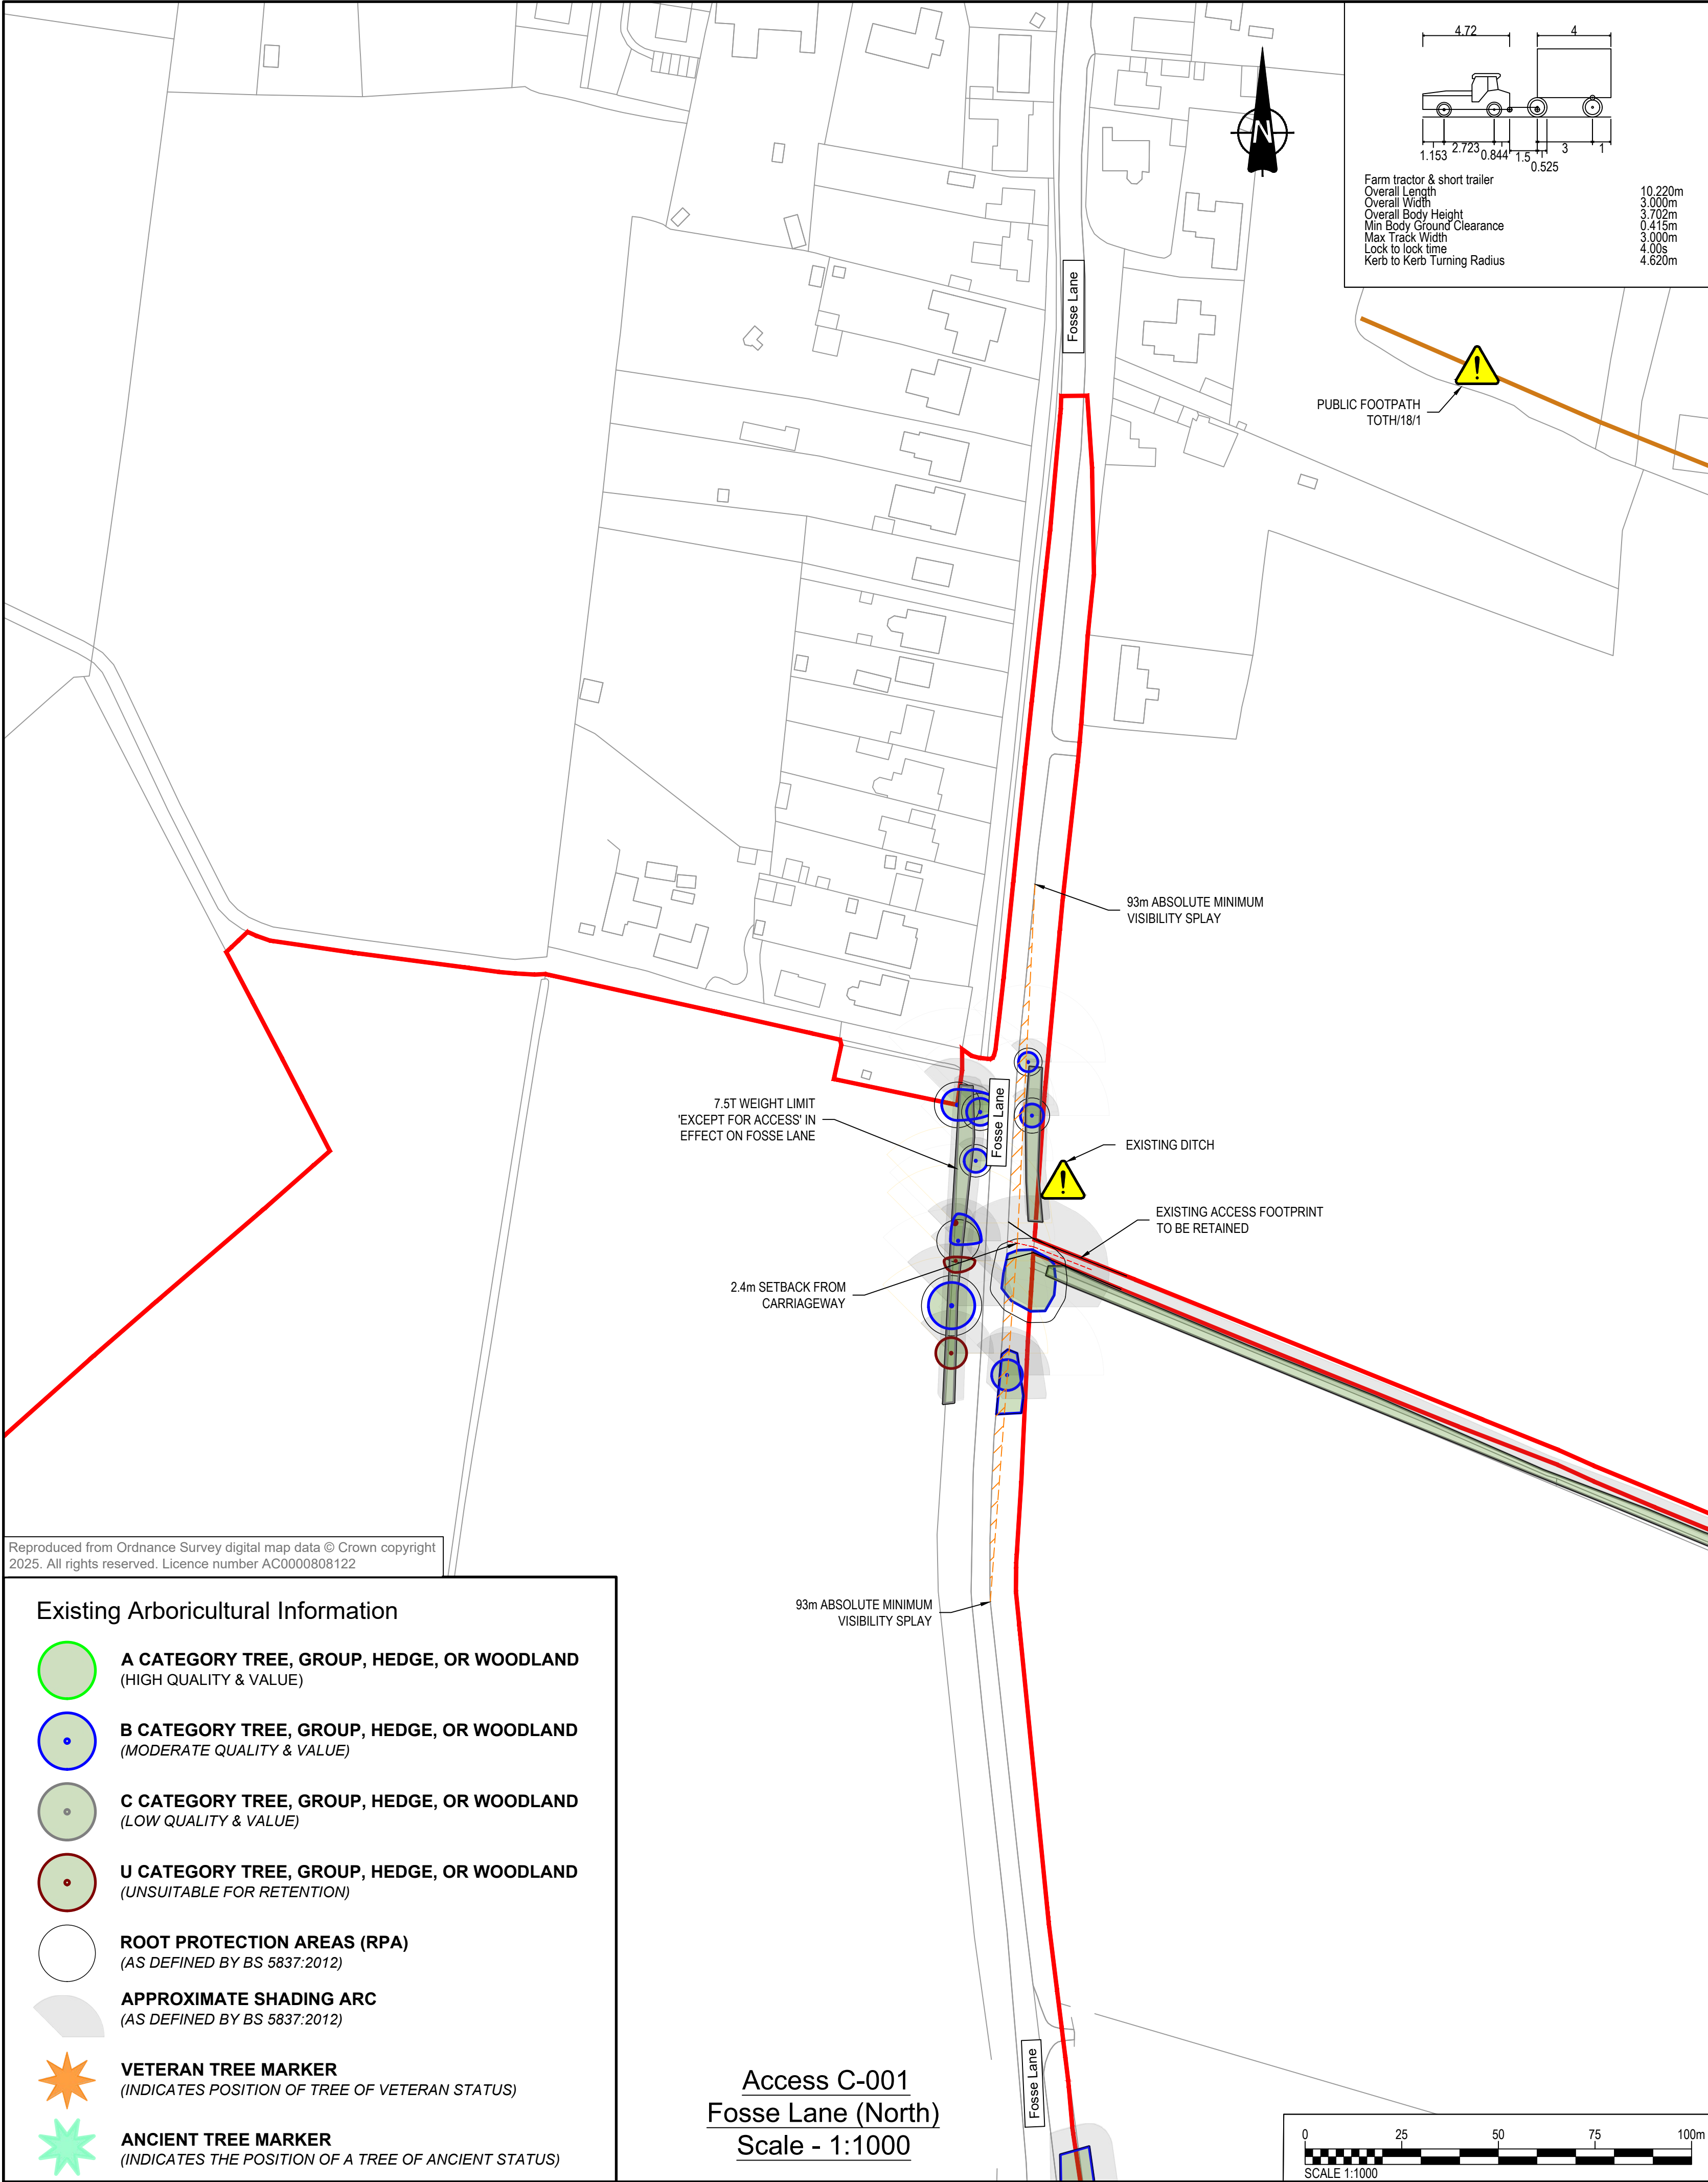 4.72
4
1.153
2.723
0.844
1.5
0.525
3
1
Farm tractor & short trailer
Overall Length 10.220m
Overall Width 3.000m
Overall Body Height 3.702m
Min Body Ground Clearance 0.415m
Max Track Width 3.000m
Lock to lock time 4.00s
Kerb to Kerb Turning Radius 4.620m
N
Fosse Lane
PUBLIC FOOTPATH
TOTH/18/1
93m ABSOLUTE MINIMUM
VISIBILITY SPLAY
7.5T WEIGHT LIMIT
'EXCEPT FOR ACCESS' IN
EFFECT ON FOSSE LANE
Fosse Lane
EXISTING DITCH
EXISTING ACCESS FOOTPRINT
TO BE RETAINED
2.4m SETBACK FROM
CARRIAGEWAY
93m ABSOLUTE MINIMUM
VISIBILITY SPLAY
Reproduced from Ordnance Survey digital map data © Crown copyright
2025. All rights reserved. Licence number AC0000808122
Existing Arboricultural Information
A CATEGORY TREE, GROUP, HEDGE, OR WOODLAND
(HIGH QUALITY & VALUE)
B CATEGORY TREE, GROUP, HEDGE, OR WOODLAND
(MODERATE QUALITY & VALUE)
C CATEGORY TREE, GROUP, HEDGE, OR WOODLAND
(LOW QUALITY & VALUE)
U CATEGORY TREE, GROUP, HEDGE, OR WOODLAND
(UNSUITABLE FOR RETENTION)
ROOT PROTECTION AREAS (RPA)
(AS DEFINED BY BS 5837:2012)
APPROXIMATE SHADING ARC
(AS DEFINED BY BS 5837:2012)
VETERAN TREE MARKER
(INDICATES POSITION OF TREE OF VETERAN STATUS)
ANCIENT TREE MARKER
(INDICATES THE POSITION OF A TREE OF ANCIENT STATUS)
Fosse Lane
Access C-001
Fosse Lane (North)
Scale - 1:1000
0 25 50 75 100m
SCALE 1:1000